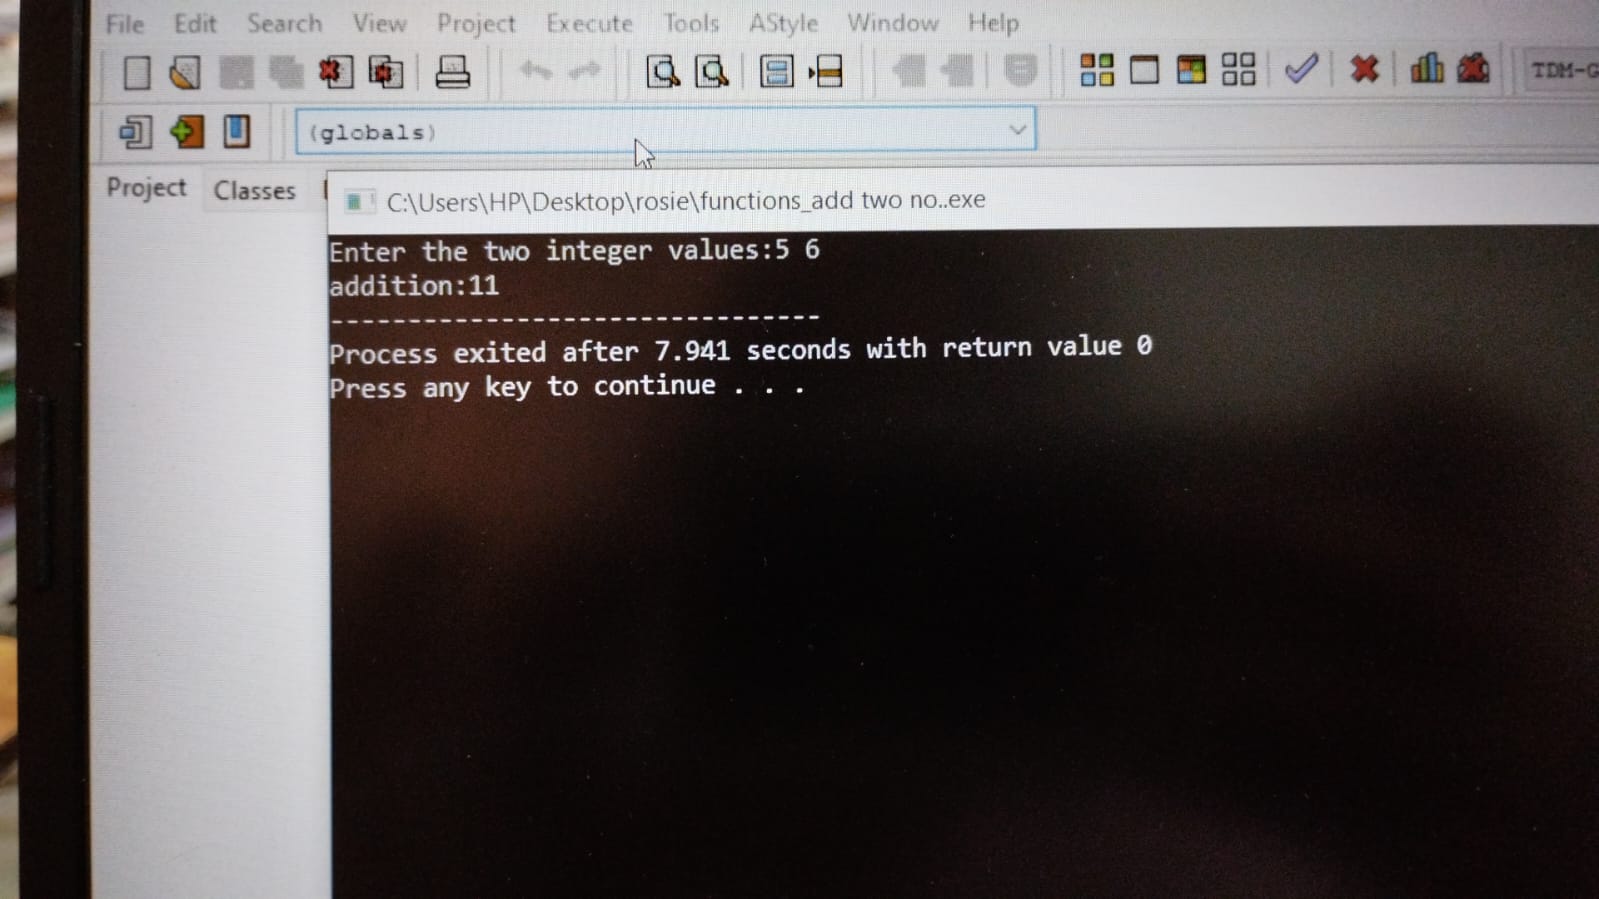 File Edit Search View Project Execute Tools AStyle Window Help
TDM-G
(globals)
Project Classes
C:\Users\HP\Desktop\rosie\functions_add two no..exe
Enter the two integer values:5 6
addition:11
--------------------------------
Process exited after 7.941 seconds with return value 0
Press any key to continue . . .